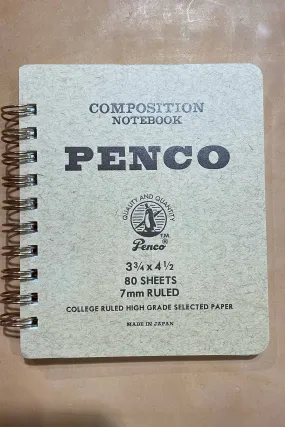 COMPOSITION
NOTEBOOK
PENCO
QUALITY AND QUANTITY
TM
Penco®
3¾ x 4½
80 SHEETS
7mm RULED
COLLEGE RULED HIGH GRADE SELECTED PAPER
MADE IN JAPAN